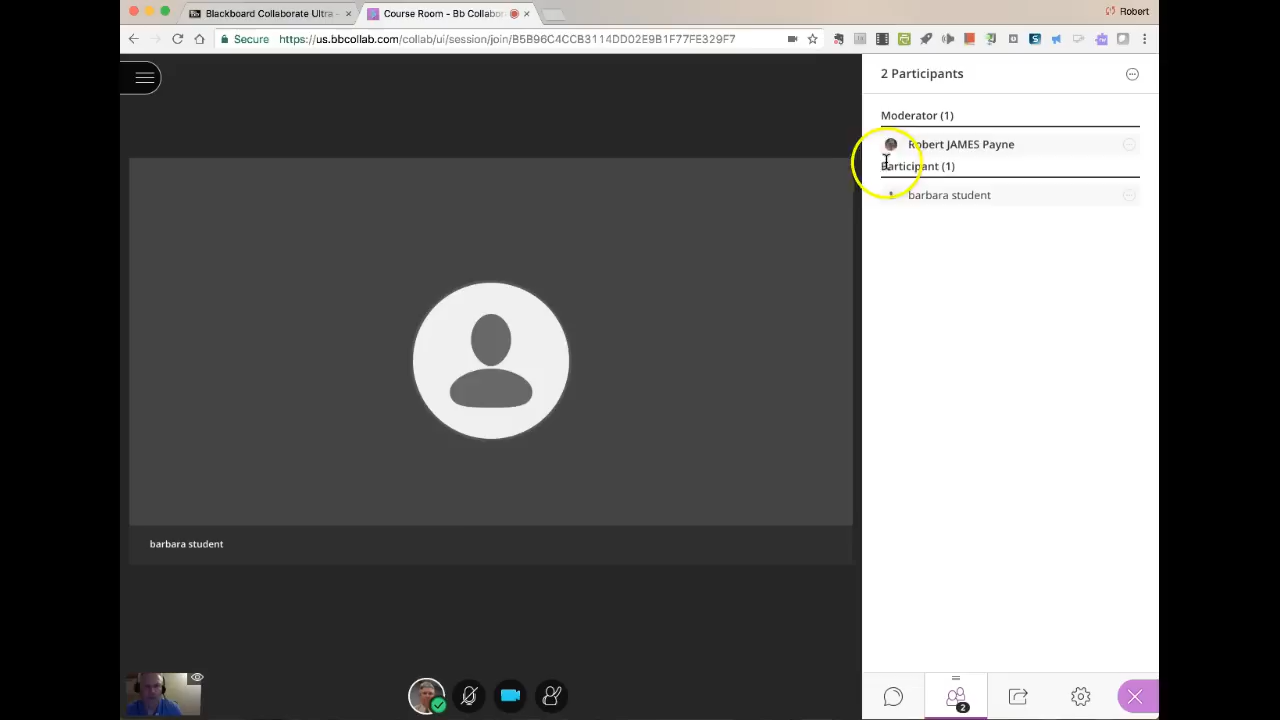 Blackboard Collaborate Ultra -
Course Room - Bb Collabor
Robert
Secure
https://us.bbcollab.com/collab/ui/session/join/B5B96C4CCB3114DD02E9B1F77FE329F7
2 Participants
Moderator (1)
Robert JAMES Payne
Participant (1)
barbara student
barbara student
2